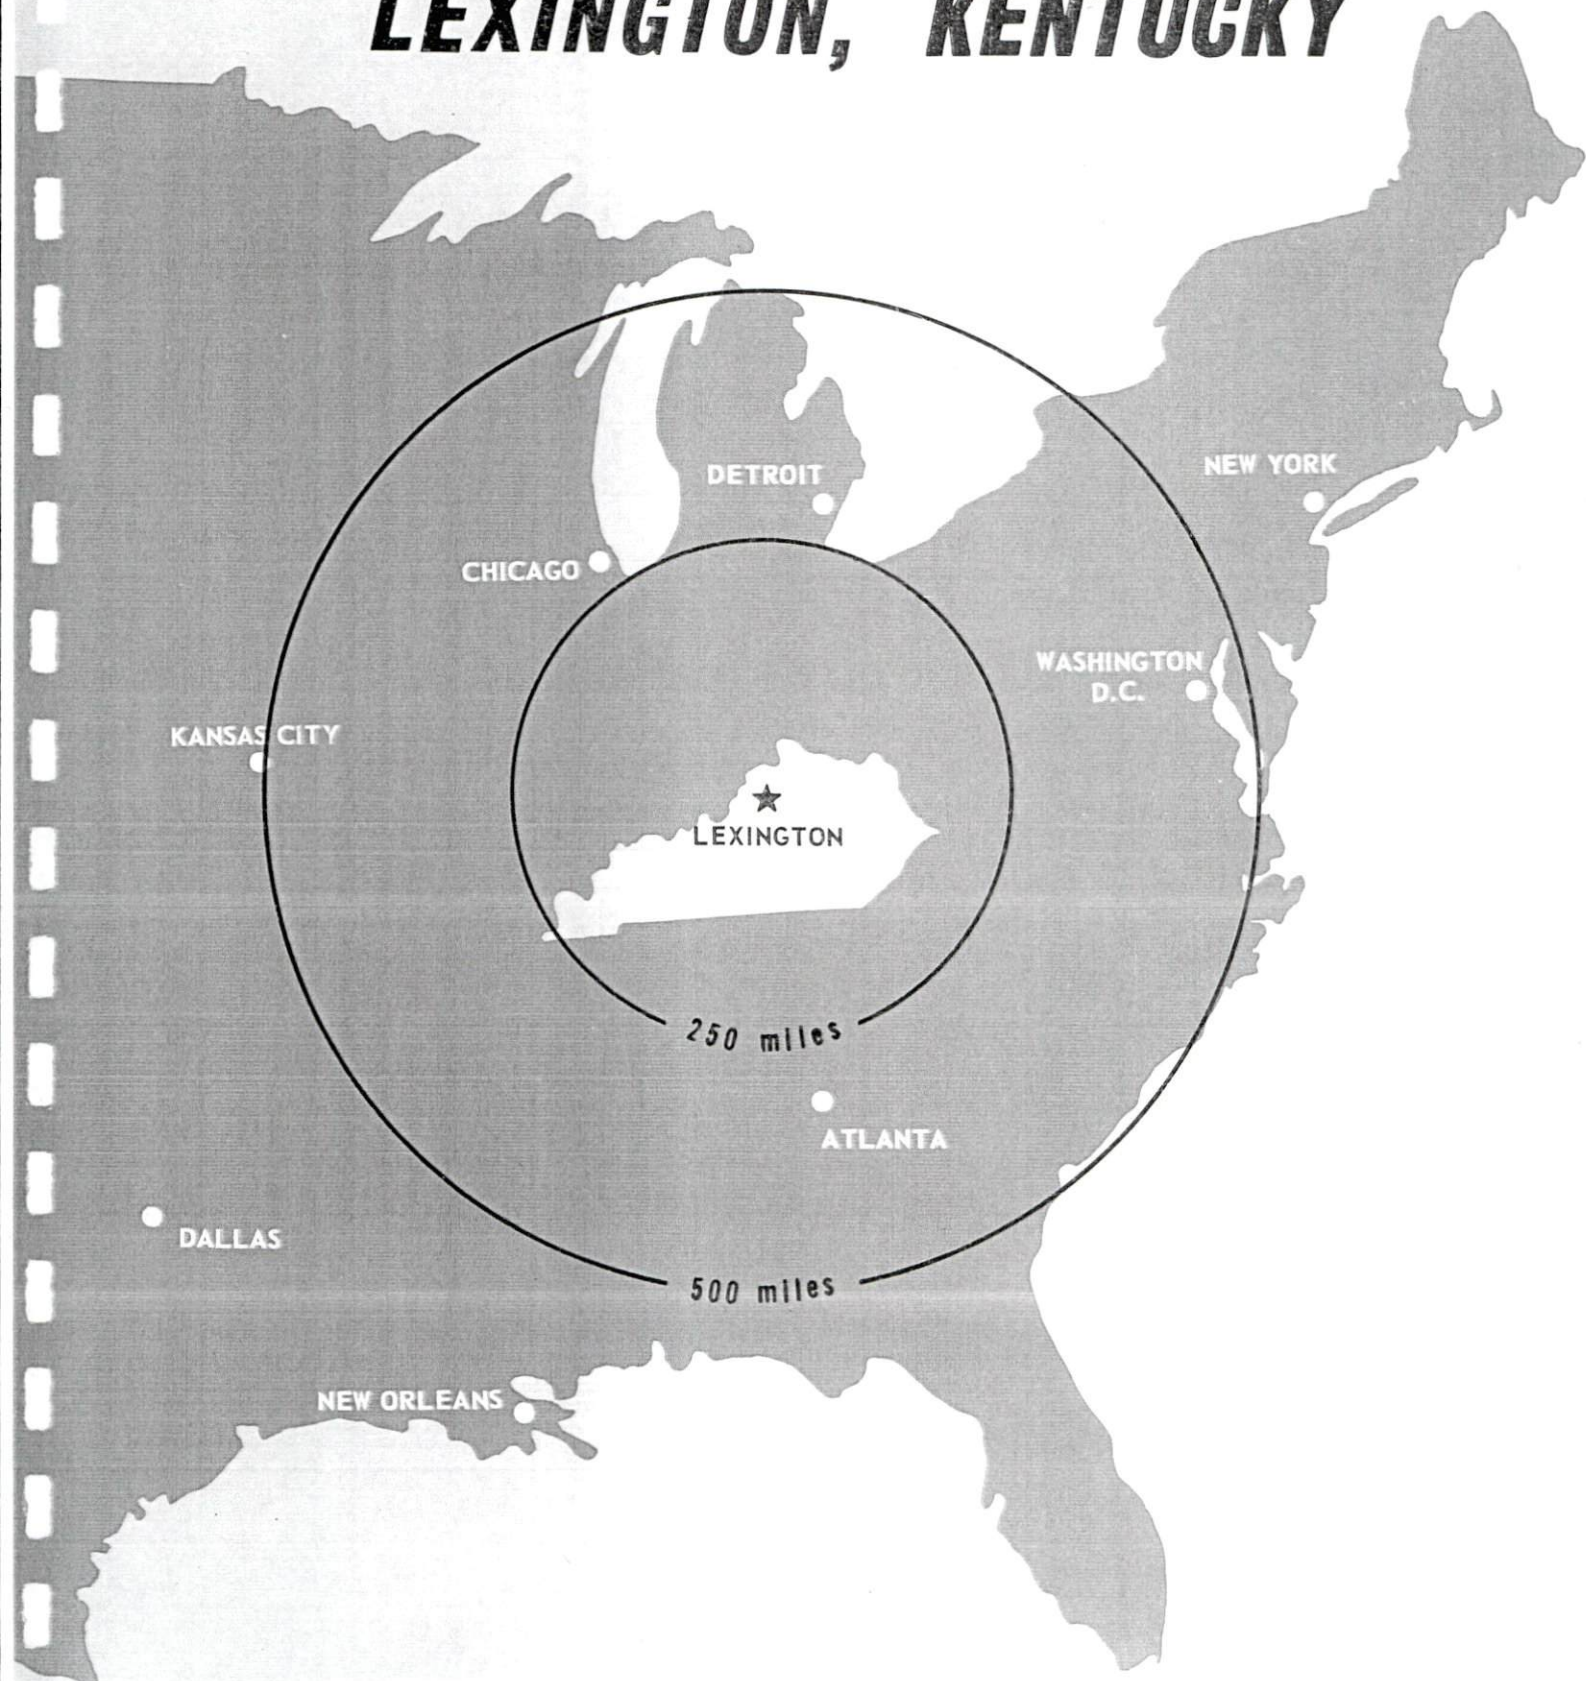 LEXINGTON, KENTUCKY
DETROIT
NEW YORK
CHICAGO
WASHINGTON
D.C.
KANSAS CITY
LEXINGTON
250 miles
ATLANTA
DALLAS
500 miles
NEW ORLEANS